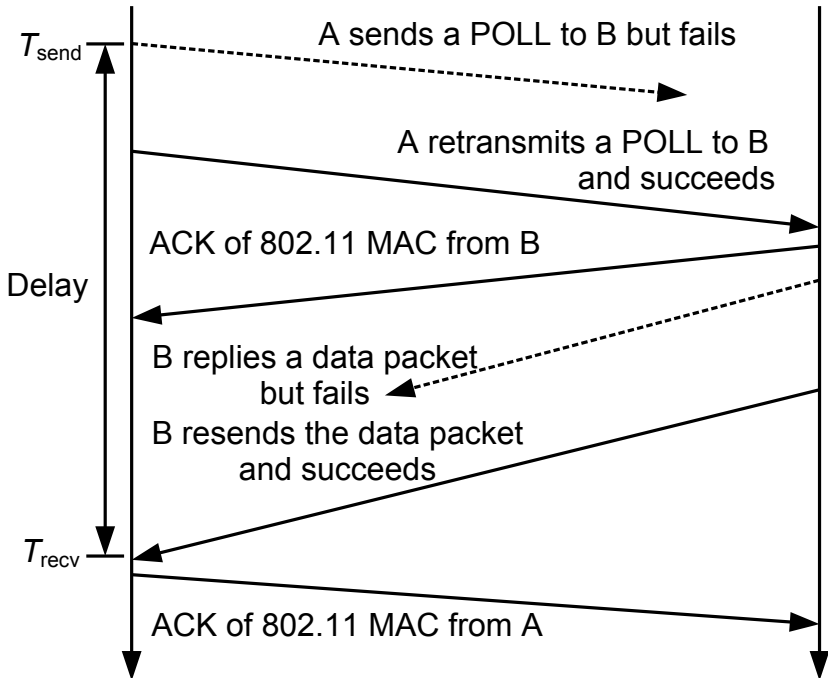 T_send
A sends a POLL to B but fails
A retransmits a POLL to B
and succeeds
ACK of 802.11 MAC from B
Delay
B replies a data packet
but fails
B resends the data packet
and succeeds
T_recv
ACK of 802.11 MAC from A